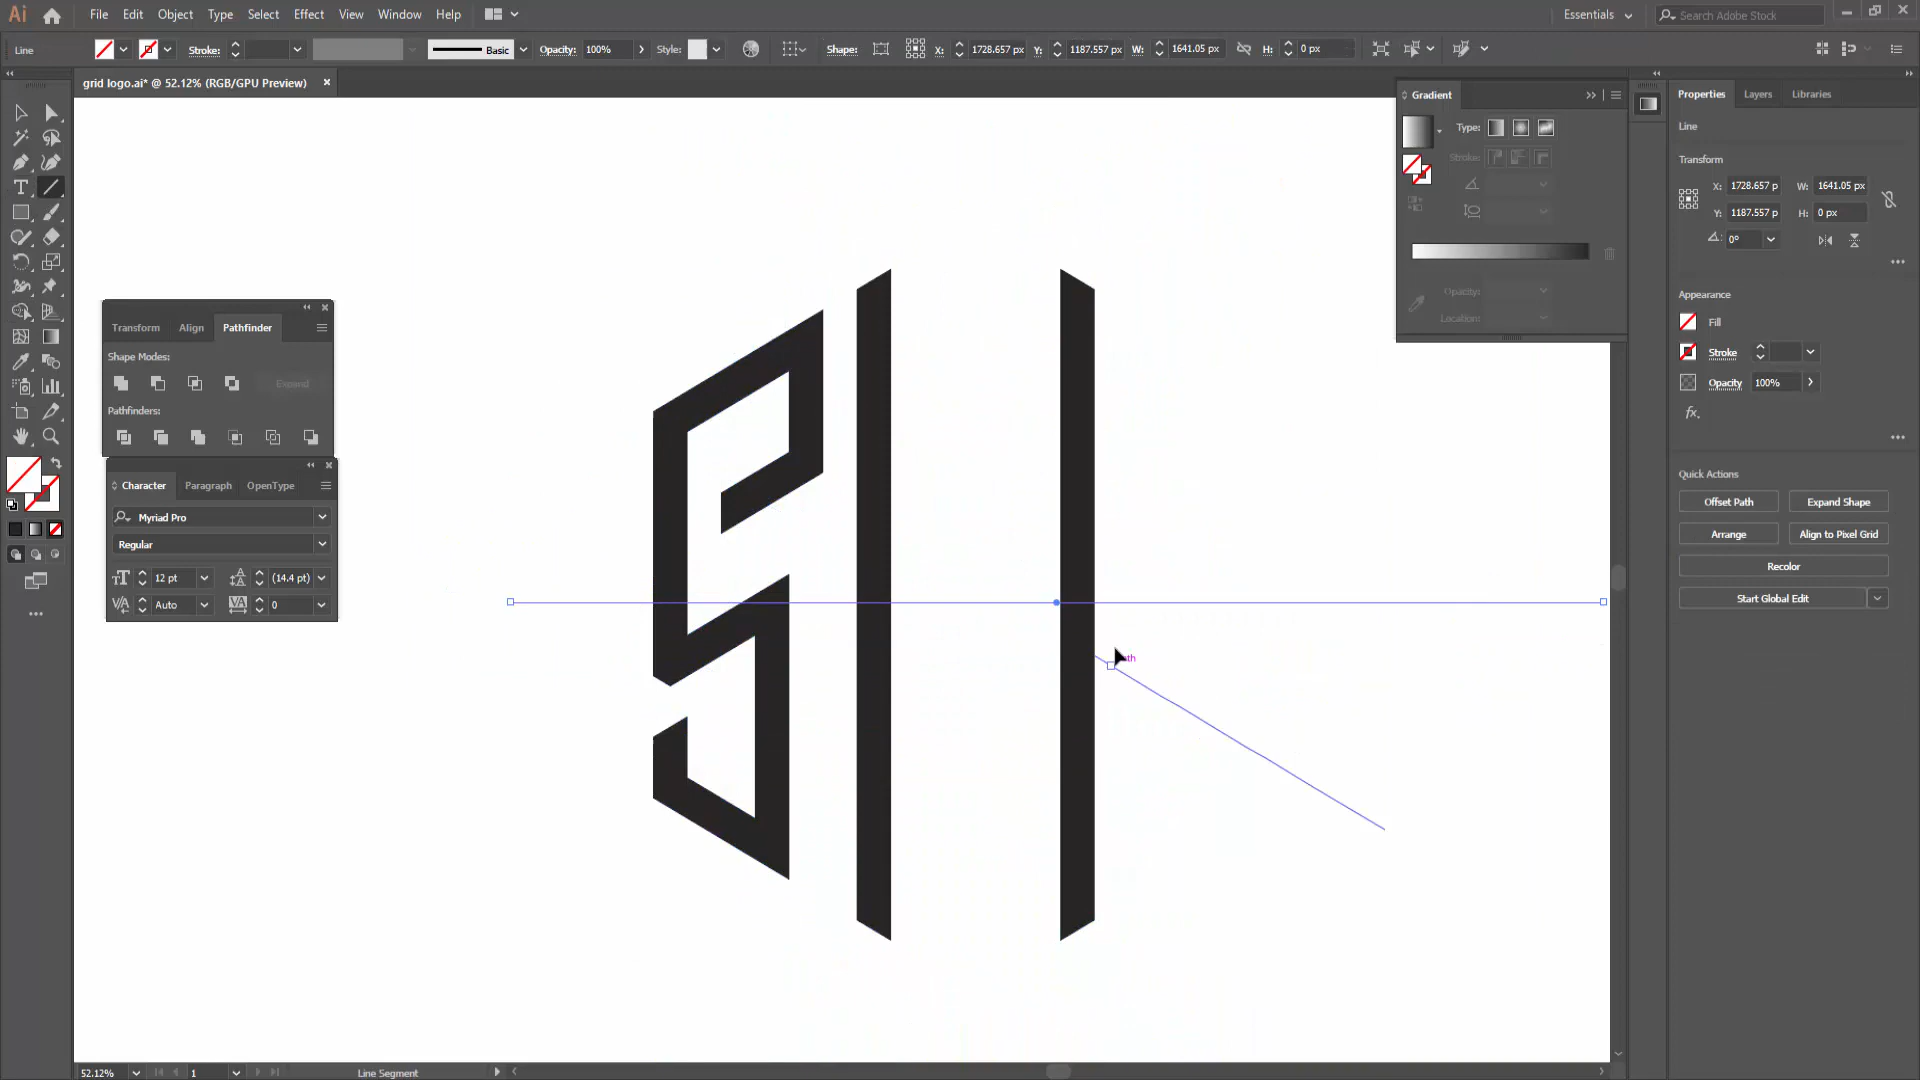 Ai File Edit Object Type Select Effect View Window Help Essentials Search Adobe Stock
Line Stroke: Basic Opacity: 100% Style: Shape: X: 1728.657 px Y: 1187.557 px W: 1641.05 px H: 0 px
grid logo.ai* @ 52.12% (RGB/GPU Preview) ×
Gradient
Type:
Stroke:
Opacity:
Location:
Properties Layers Libraries
Line
Transform
X: 1728.657 p W: 1641.05 px
Y: 1187.557 p H: 0 px
0°
Appearance
Fill
Stroke
Opacity 100%
fx.
Quick Actions
Offset Path Expand Shape
Arrange Align to Pixel Grid
Recolor
Start Global Edit
Transform Align Pathfinder
Shape Modes:
Expand
Pathfinders:
Character Paragraph OpenType
Myriad Pro
Regular
12 pt (14.4 pt)
Auto 0
52.12% 1 Line Segment